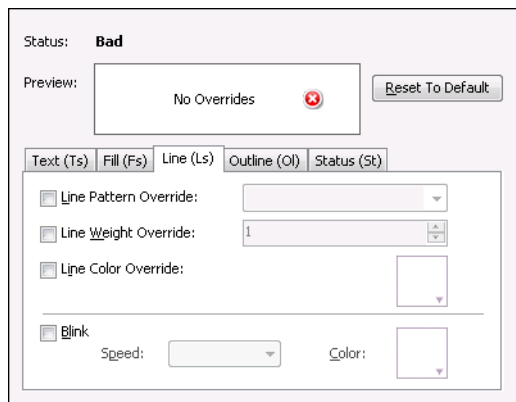 Status: Bad
Preview: No Overrides Reset To Default
Text (Ts) Fill (Fs) Line (Ls) Outline (Ol) Status (St)
Line Pattern Override:
Line Weight Override: 1
Line Color Override:
Blink
Speed: Color: